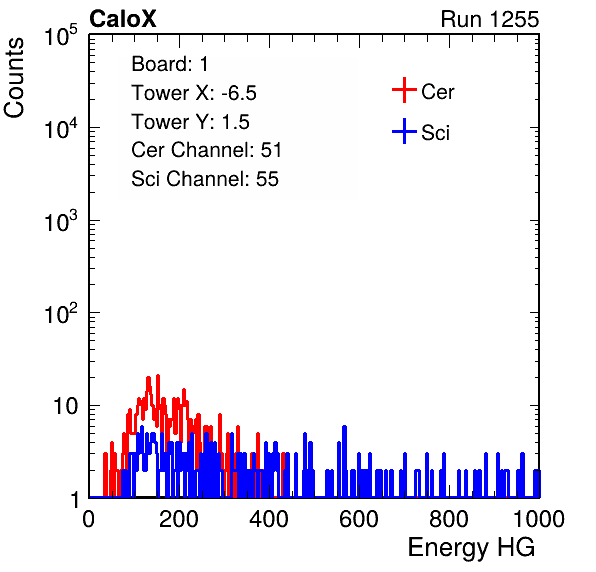 CaloX Run 1255
Board: 1
Tower X: -6.5
Tower Y: 1.5
Cer Channel: 51
Sci Channel: 55
Cer
Sci
Counts
10^5
10^4
10^3
10^2
10
1
0 200 400 600 800 1000
Energy HG